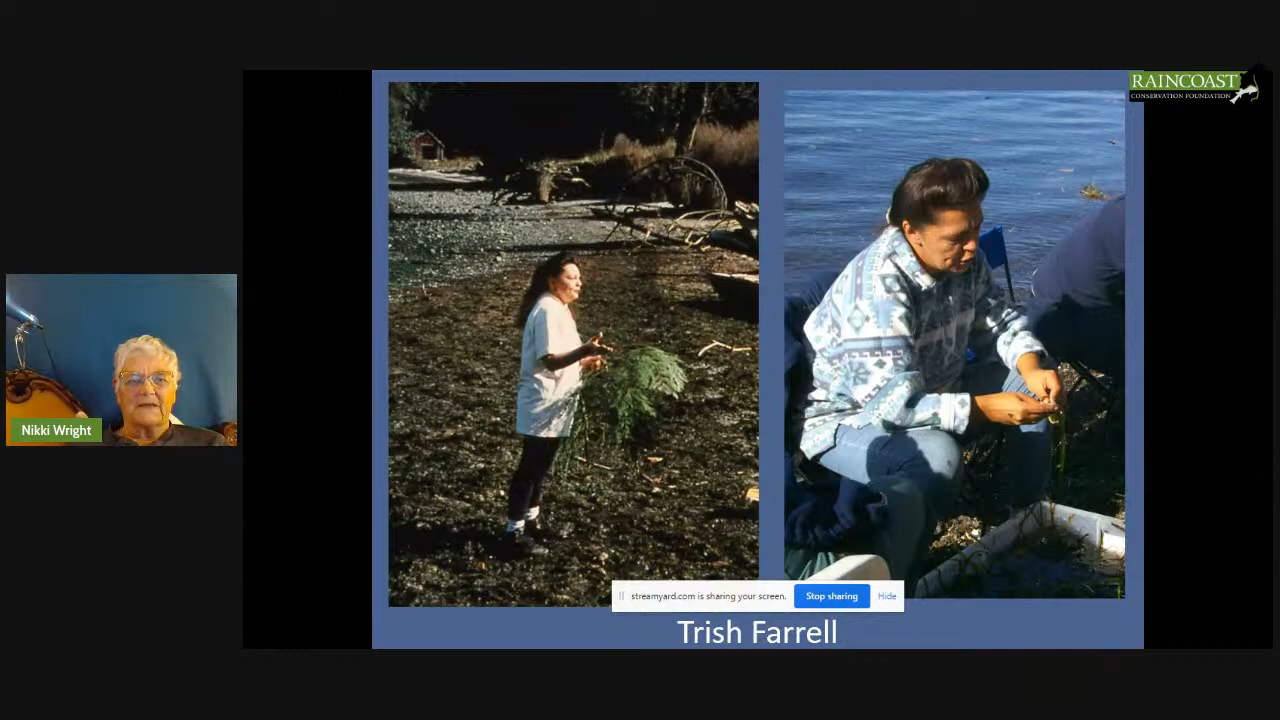 RAINCOAST
CONSERVATION FOUNDATION
Nikki Wright
streamyard.com is sharing your screen. Stop sharing Hide
Trish Farrell